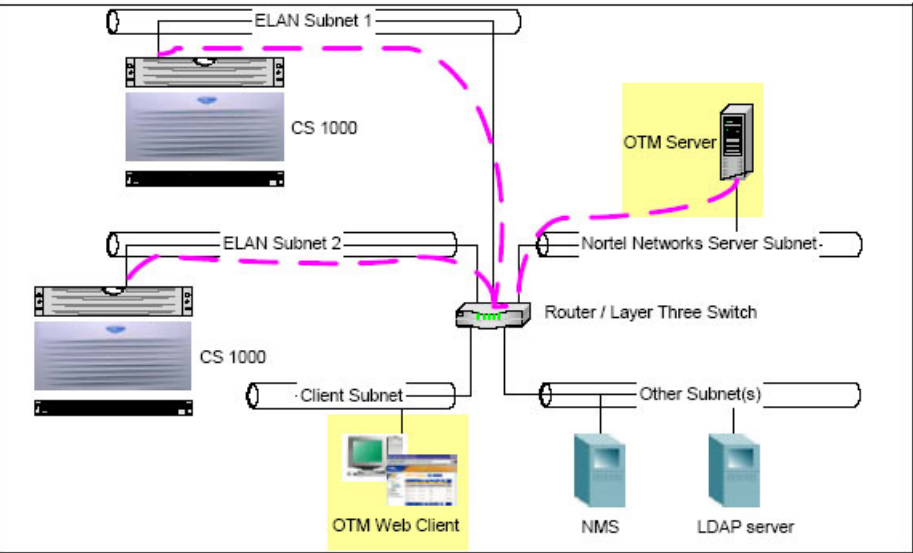 ELAN Subnet 1
CS 1000
OTM Server
ELAN Subnet 2
Nortel Networks Server Subnet
Router / Layer Three Switch
CS 1000
Client Subnet
Other Subnet(s)
OTM Web Client
NMS
LDAP server